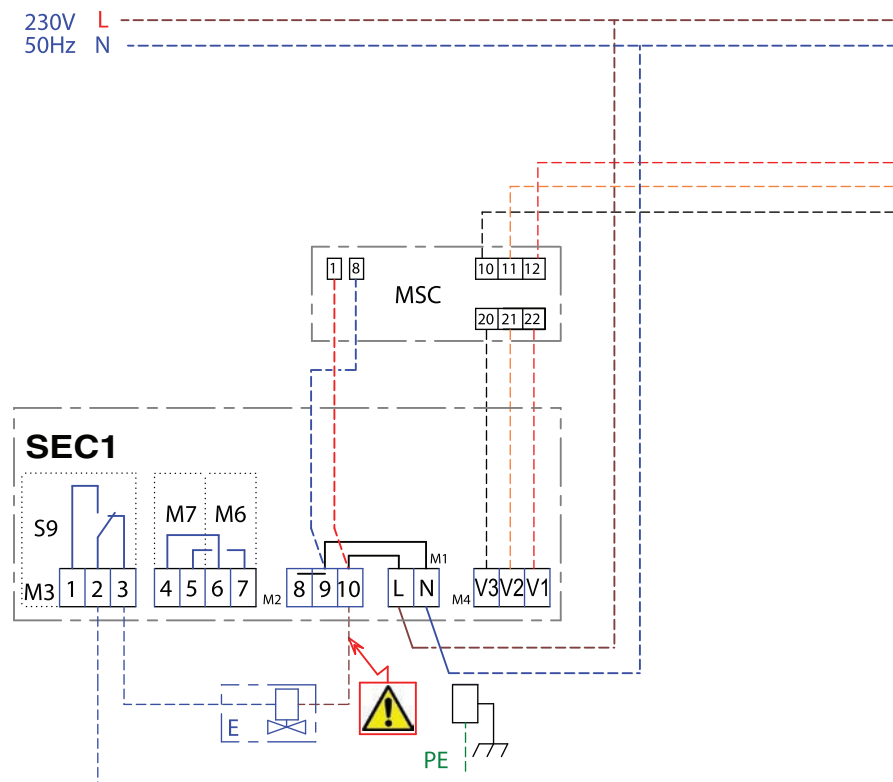 230V L
50Hz N
1 8
10 11 12
MSC
20 21 22
SEC1
S9
M7 M6
M1
M3 1 2 3
4 5 6 7
M2 8 9 10
L N
M4 V3 V2 V1
E
!
PE